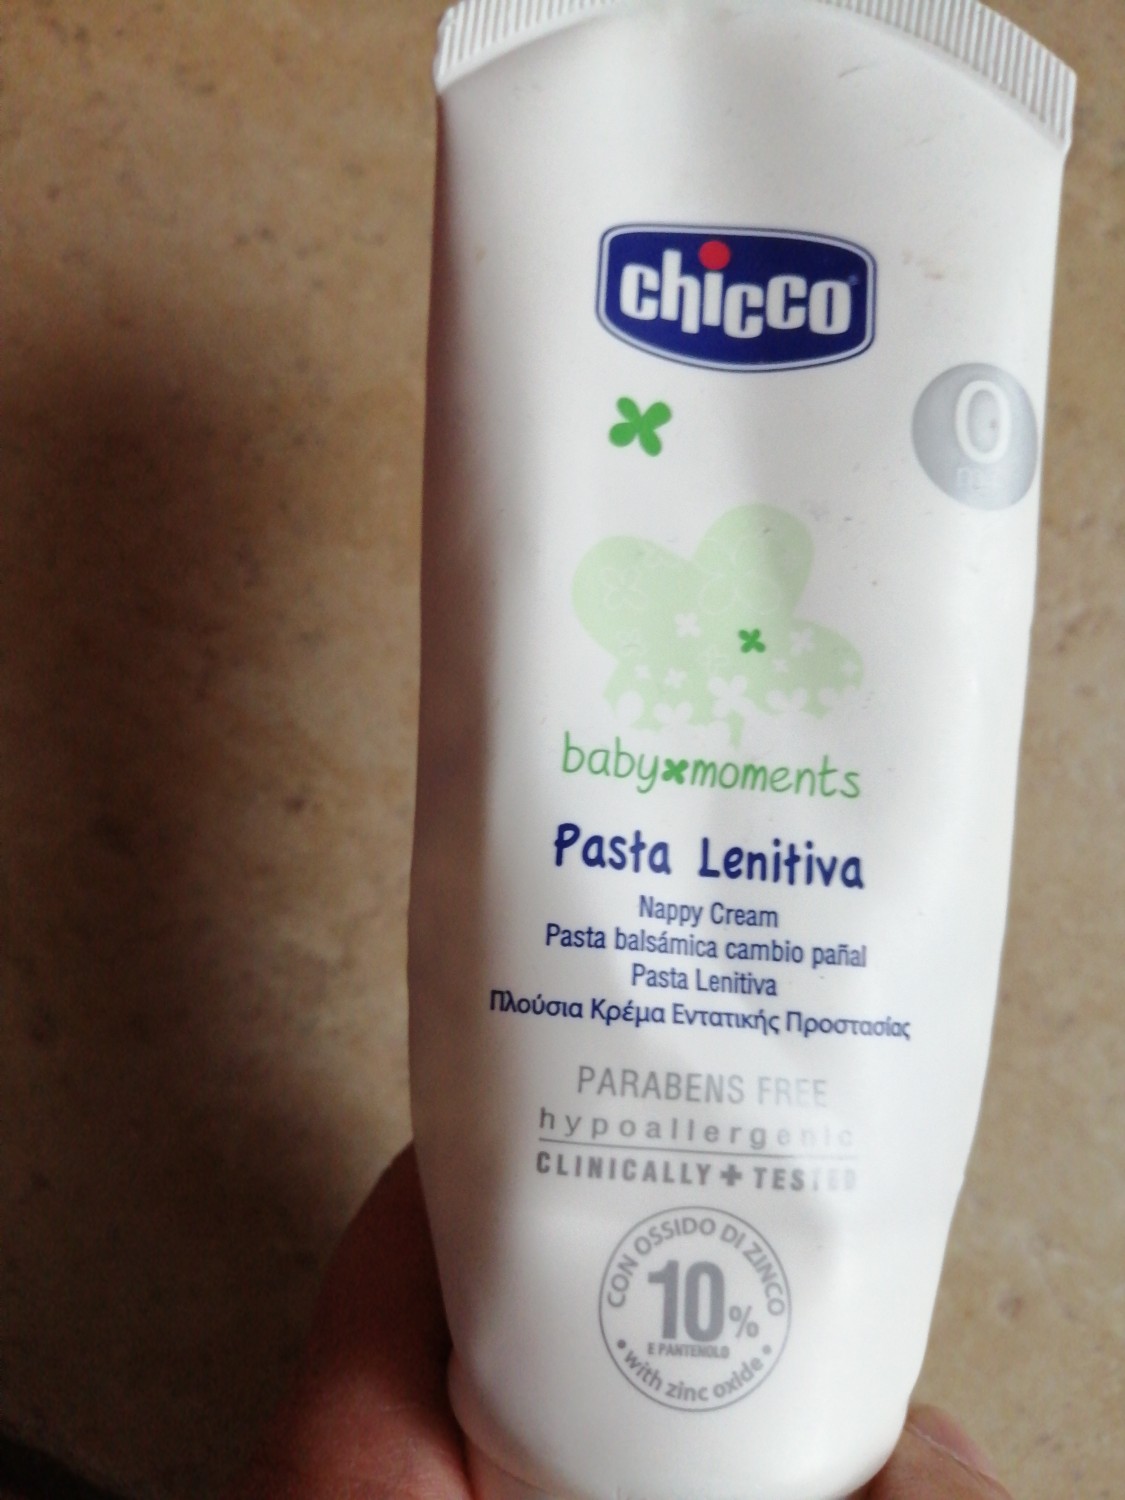 chicco
0
baby moments
Pasta Lenitiva
Nappy Cream
Pasta balsámica cambio pañal
Pasta Lenitiva
Πλούσια Κρέμα Εντατικής Προστασίας
PARABENS FREE
hypoallergenic
CLINICALLY + TESTED
CON OSSIDO DI ZINCO
10%
E PANTENOLO
• with zinc oxide •